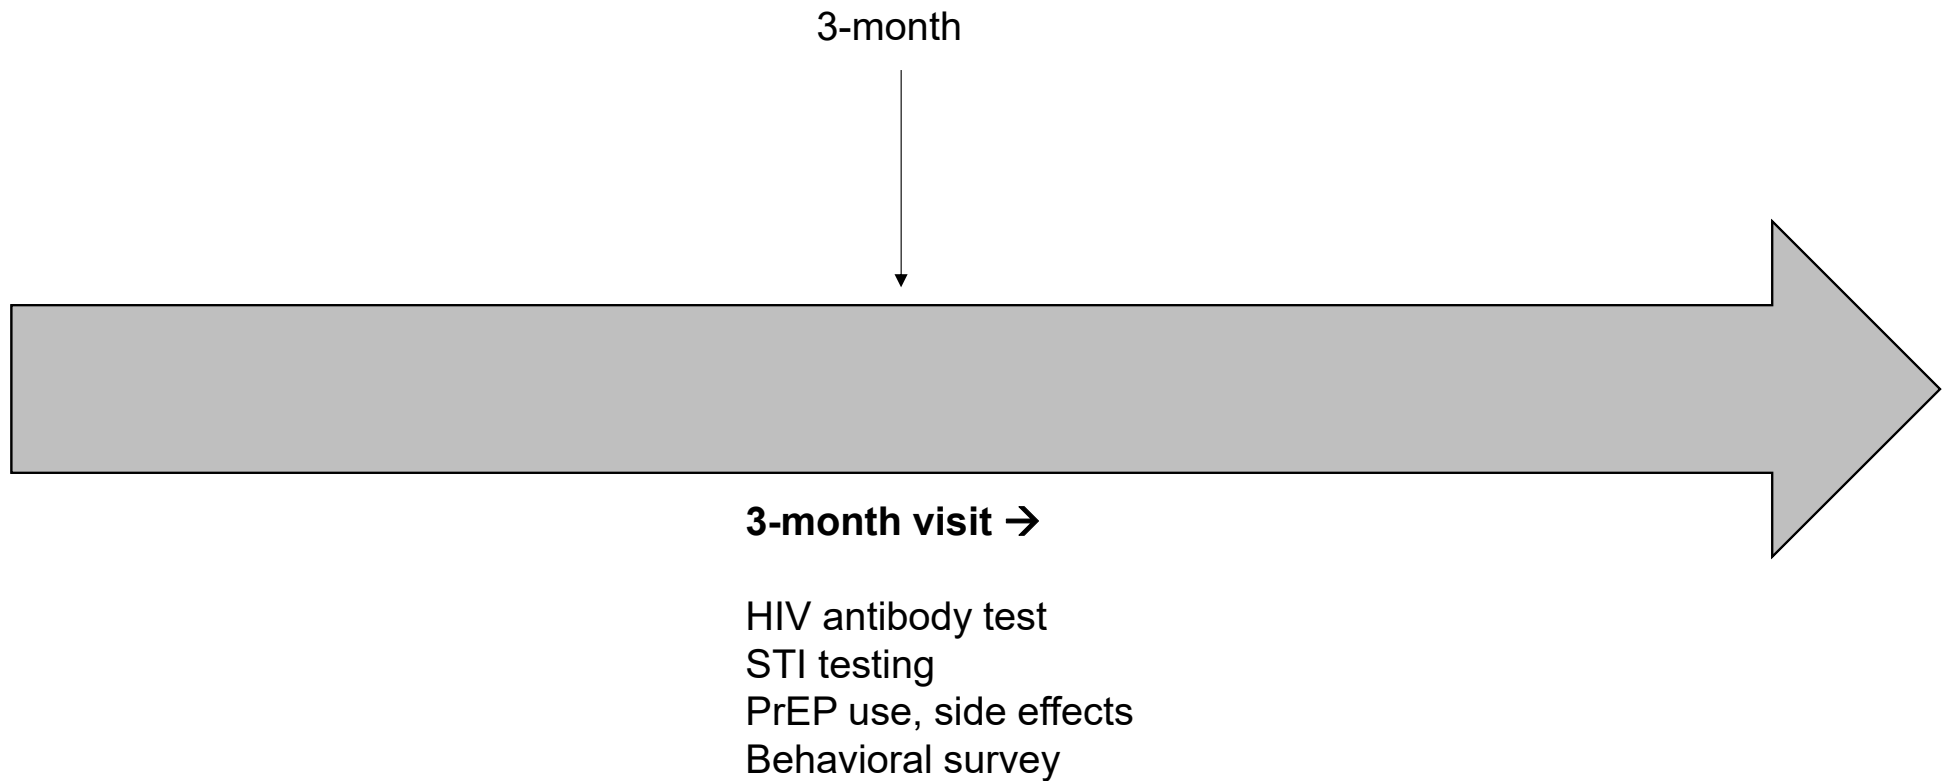 3-month
3-month visit →
HIV antibody test
STI testing
PrEP use, side effects
Behavioral survey